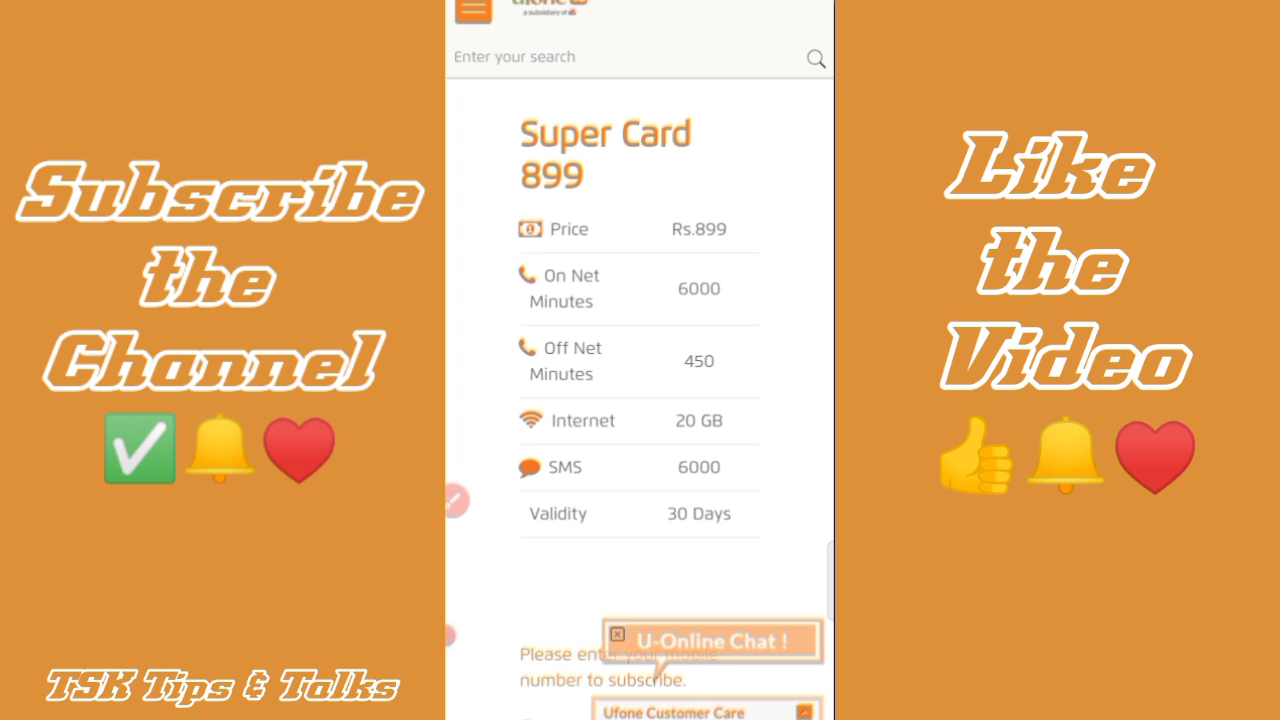 Subscribe
the
Channel
TSK Tips & Talks
a subsidiary of
Enter your search
Super Card
899
Price Rs.899
On Net
Minutes 6000
Off Net
Minutes 450
Internet 20 GB
SMS 6000
Validity 30 Days
U-Online Chat !
Please enter your mobile
number to subscribe.
Ufone Customer Care
Like
the
Video